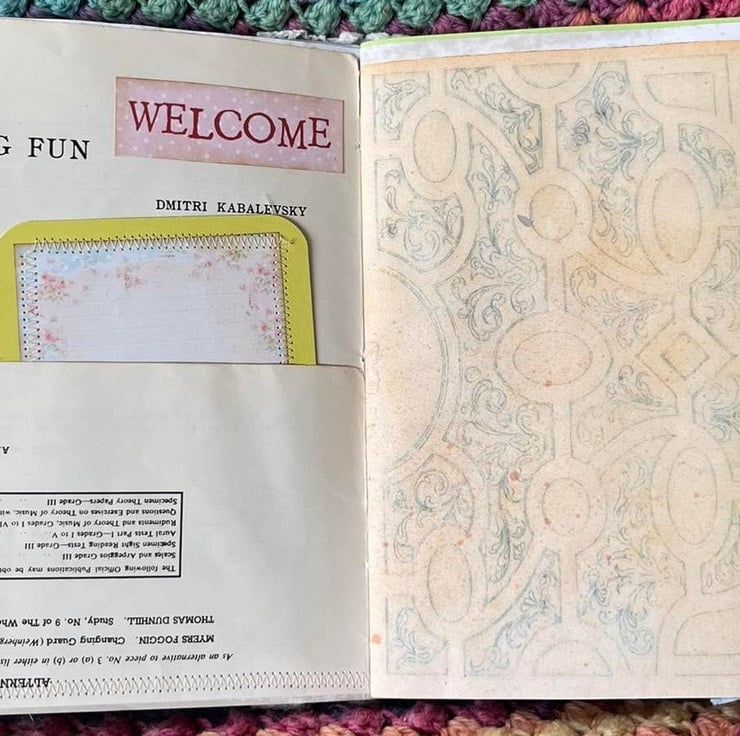 WELCOME
G FUN
DMITRI KABALEVSKY
ALTERN
As an alternative to piece No. 3 (a) or (b) in either lis
MYERS FOGGIN. Changing Guard (Weinberge
THOMAS DUNHILL. Study, No. 9 of The Wh
The following Official Publications may be ob
Scales and Arpeggios Grade III
Specimen Sight Reading Tests—Grade III
Aural Tests Part I—Grades I to V
Rudiments and Theory of Music, Grades I to VI
Questions and Exercises on Theory of Music, wit
Specimen Theory Papers—Grade III